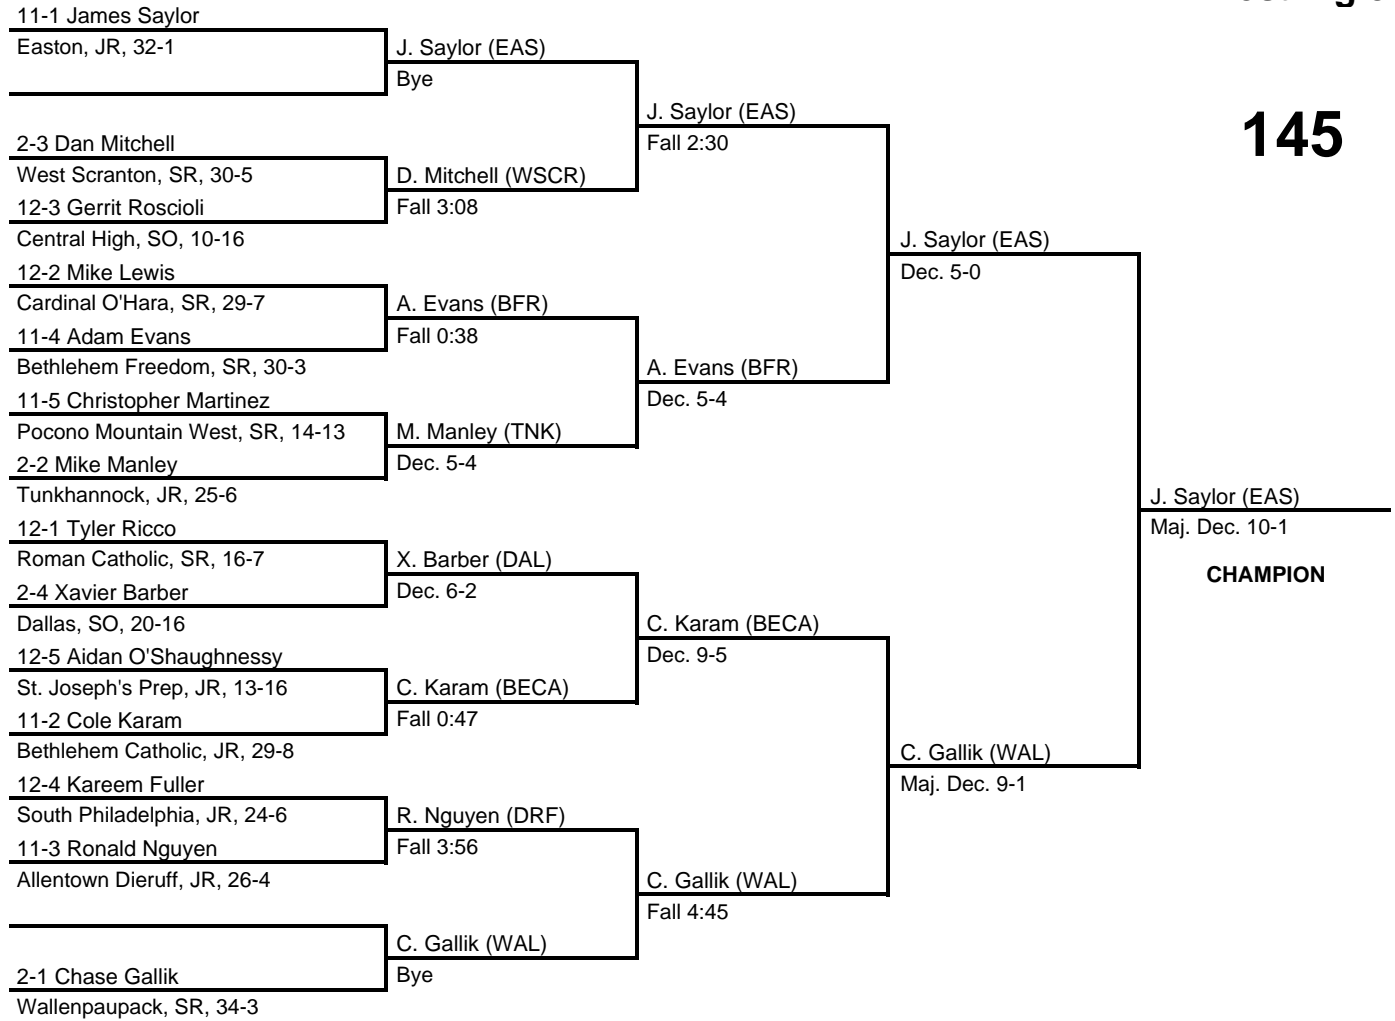 11-1 James Saylor
Easton, JR, 32-1
J. Saylor (EAS)
Bye
J. Saylor (EAS)
Fall 2:30
145
2-3 Dan Mitchell
West Scranton, SR, 30-5
D. Mitchell (WSCR)
12-3 Gerrit Roscioli
Fall 3:08
Central High, SO, 10-16
J. Saylor (EAS)
12-2 Mike Lewis
Dec. 5-0
Cardinal O'Hara, SR, 29-7
A. Evans (BFR)
11-4 Adam Evans
Fall 0:38
Bethlehem Freedom, SR, 30-3
A. Evans (BFR)
11-5 Christopher Martinez
Dec. 5-4
Pocono Mountain West, SR, 14-13
M. Manley (TNK)
2-2 Mike Manley
Dec. 5-4
Tunkhannock, JR, 25-6
J. Saylor (EAS)
12-1 Tyler Ricco
Maj. Dec. 10-1
Roman Catholic, SR, 16-7
X. Barber (DAL)
CHAMPION
2-4 Xavier Barber
Dec. 6-2
Dallas, SO, 20-16
C. Karam (BECA)
12-5 Aidan O'Shaughnessy
Dec. 9-5
St. Joseph's Prep, JR, 13-16
C. Karam (BECA)
11-2 Cole Karam
Fall 0:47
Bethlehem Catholic, JR, 29-8
C. Gallik (WAL)
12-4 Kareem Fuller
Maj. Dec. 9-1
South Philadelphia, JR, 24-6
R. Nguyen (DRF)
11-3 Ronald Nguyen
Fall 3:56
Allentown Dieruff, JR, 26-4
C. Gallik (WAL)
Fall 4:45
C. Gallik (WAL)
2-1 Chase Gallik
Bye
Wallenpaupack, SR, 34-3